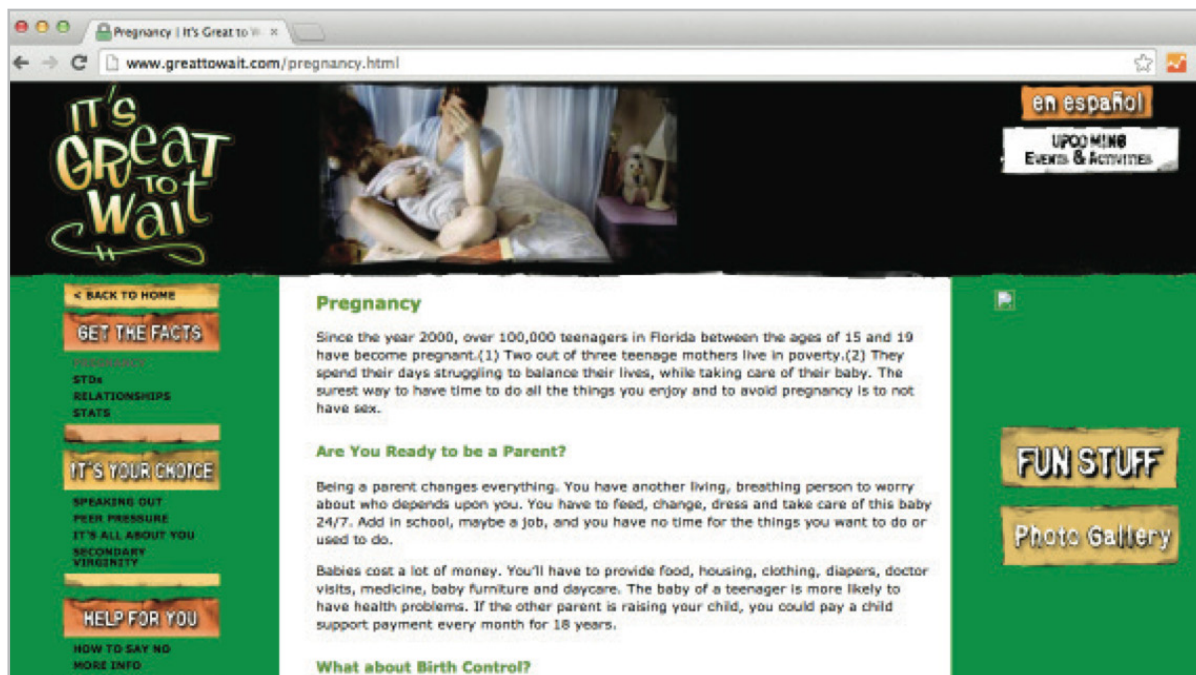 Pregnancy | It's Great to W
www.greattowait.com/pregnancy.html
IT'S
GReaT
TO
Wait
en español
UPCOMING
EVENTS & ACTIVITIES
< BACK TO HOME
GET THE FACTS
PREGNANCY
STDs
RELATIONSHIPS
STATS
IT'S YOUR CHOICE
SPEAKING OUT
PEER PRESSURE
IT'S ALL ABOUT YOU
SECONDARY
VIRGINITY
HELP FOR YOU
HOW TO SAY NO
MORE INFO
Pregnancy
Since the year 2000, over 100,000 teenagers in Florida between the ages of 15 and 19
have become pregnant.(1) Two out of three teenage mothers live in poverty.(2) They
spend their days struggling to balance their lives, while taking care of their baby. The
surest way to have time to do all the things you enjoy and to avoid pregnancy is to not
have sex.
Are You Ready to be a Parent?
Being a parent changes everything. You have another living, breathing person to worry
about who depends upon you. You have to feed, change, dress and take care of this baby
24/7. Add in school, maybe a job, and you have no time for the things you want to do or
used to do.
Babies cost a lot of money. You'll have to provide food, housing, clothing, diapers, doctor
visits, medicine, baby furniture and daycare. The baby of a teenager is more likely to
have health problems. If the other parent is raising your child, you could pay a child
support payment every month for 18 years.
What about Birth Control?
FUN STUFF
Photo Gallery